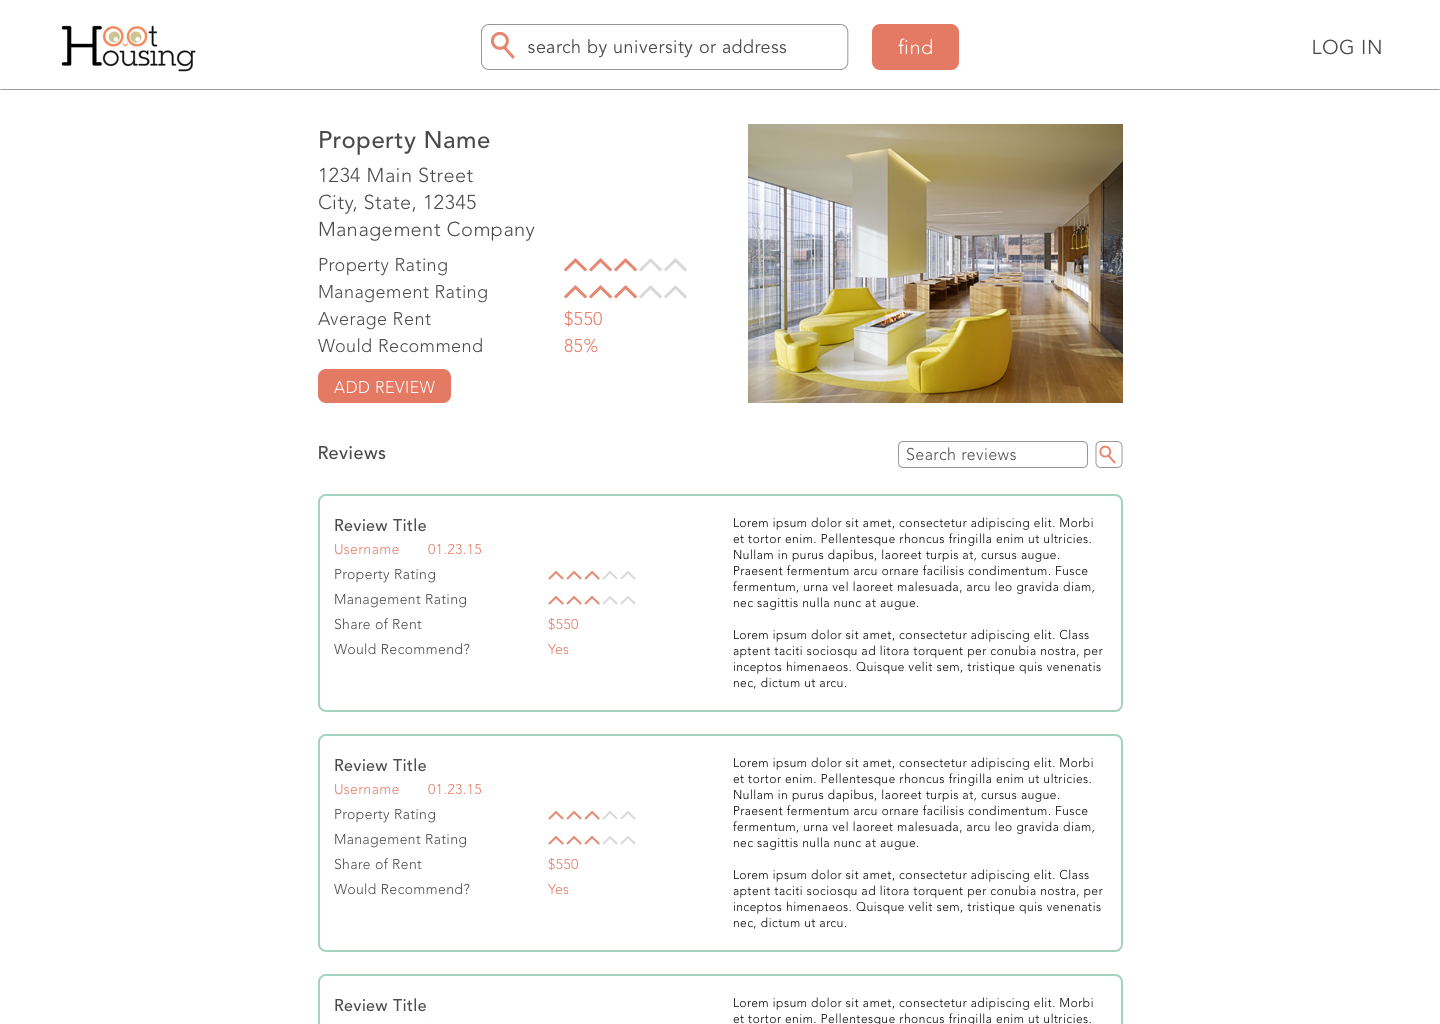 Hoot
Housing
search by university or address
find
LOG IN
Property Name
1234 Main Street
City, State, 12345
Management Company
Property Rating
Management Rating
Average Rent $550
Would Recommend 85%
ADD REVIEW
Reviews
Search reviews
Review Title
Username 01.23.15
Property Rating
Management Rating
Share of Rent $550
Would Recommend? Yes
Lorem ipsum dolor sit amet, consectetur adipiscing elit. Morbi
et tortor enim. Pellentesque rhoncus fringilla enim ut ultricies.
Nullam in purus dapibus, laoreet turpis at, cursus augue.
Praesent fermentum arcu ornare facilisis condimentum. Fusce
fermentum, urna vel laoreet malesuada, arcu leo gravida diam,
nec sagittis nulla nunc at augue.
Lorem ipsum dolor sit amet, consectetur adipiscing elit. Class
aptent taciti sociosqu ad litora torquent per conubia nostra, per
inceptos himenaeos. Quisque velit sem, tristique quis venenatis
nec, dictum ut arcu.
Review Title
Username 01.23.15
Property Rating
Management Rating
Share of Rent $550
Would Recommend? Yes
Lorem ipsum dolor sit amet, consectetur adipiscing elit. Morbi
et tortor enim. Pellentesque rhoncus fringilla enim ut ultricies.
Nullam in purus dapibus, laoreet turpis at, cursus augue.
Praesent fermentum arcu ornare facilisis condimentum. Fusce
fermentum, urna vel laoreet malesuada, arcu leo gravida diam,
nec sagittis nulla nunc at augue.
Lorem ipsum dolor sit amet, consectetur adipiscing elit. Class
aptent taciti sociosqu ad litora torquent per conubia nostra, per
inceptos himenaeos. Quisque velit sem, tristique quis venenatis
nec, dictum ut arcu.
Review Title
Lorem ipsum dolor sit amet, consectetur adipiscing elit. Morbi
et tortor enim. Pellentesque rhoncus fringilla enim ut ultricies.